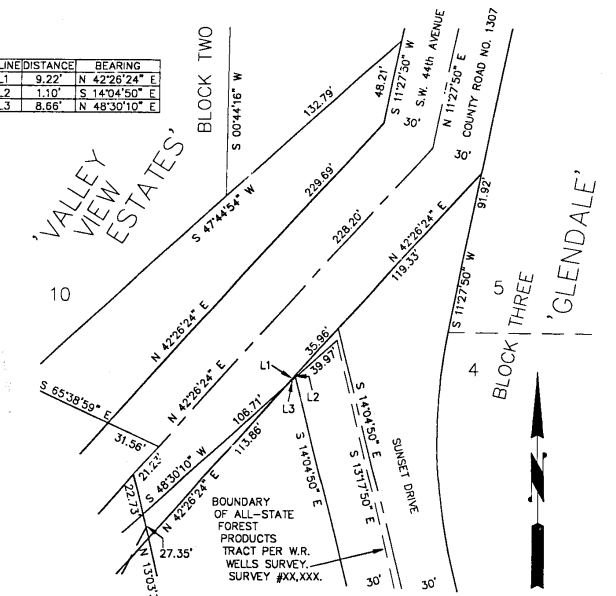 LINE DISTANCE BEARING
L1 9.22' N 42°26'24" E
L2 1.10' S 14°04'50" E
L3 8.66' N 48°30'10" E
BLOCK TWO
S 00°44'16" W
132.79'
48.21'
S 11°27'50" W
30'
S.W. 44th AVENUE
N 11°27'50" E
30'
COUNTY ROAD NO. 1307
'VALLEY
VIEW
ESTATES'
S 47°44'54" W
229.69'
228.20'
N 42°26'24" E
119.33'
91.92'
S 11°27'50" W
5
4
BLOCK THREE
'GLENDALE'
10
N 42°26'24" E
N 42°26'24" E
35.96'
39.97'
L1
L2
L3
S 65°38'59" E
31.56'
21.23'
22.73'
106.71'
113.86'
S 48°30'10" W
N 42°26'24" E
27.35'
N 13°03'
S 14°04'50" E
S 14°04'50" E
S 13°17'50" E
SUNSET DRIVE
BOUNDARY
OF ALL-STATE
FOREST
PRODUCTS
TRACT PER W.R.
WELLS SURVEY.
SURVEY #XX,XXX.
30'
30'
N